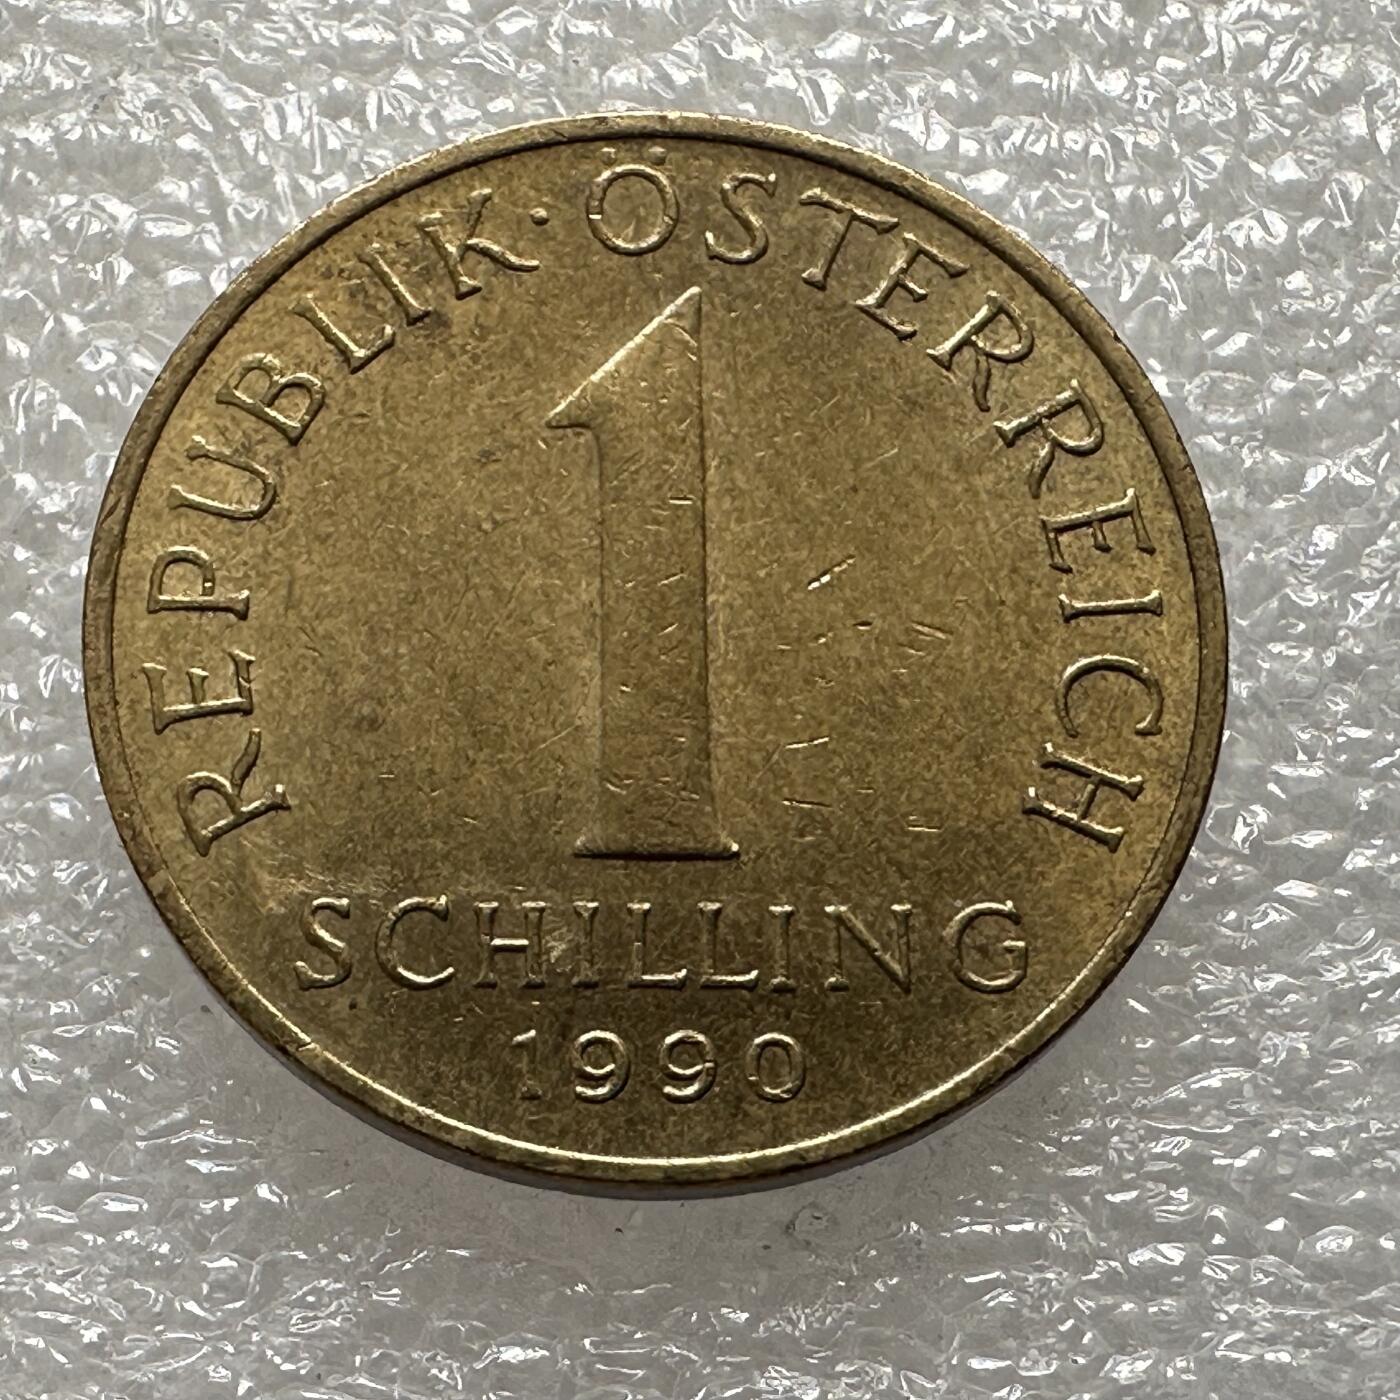 REPUBLIK · ÖSTERREICH
1
SCHILLING
1990